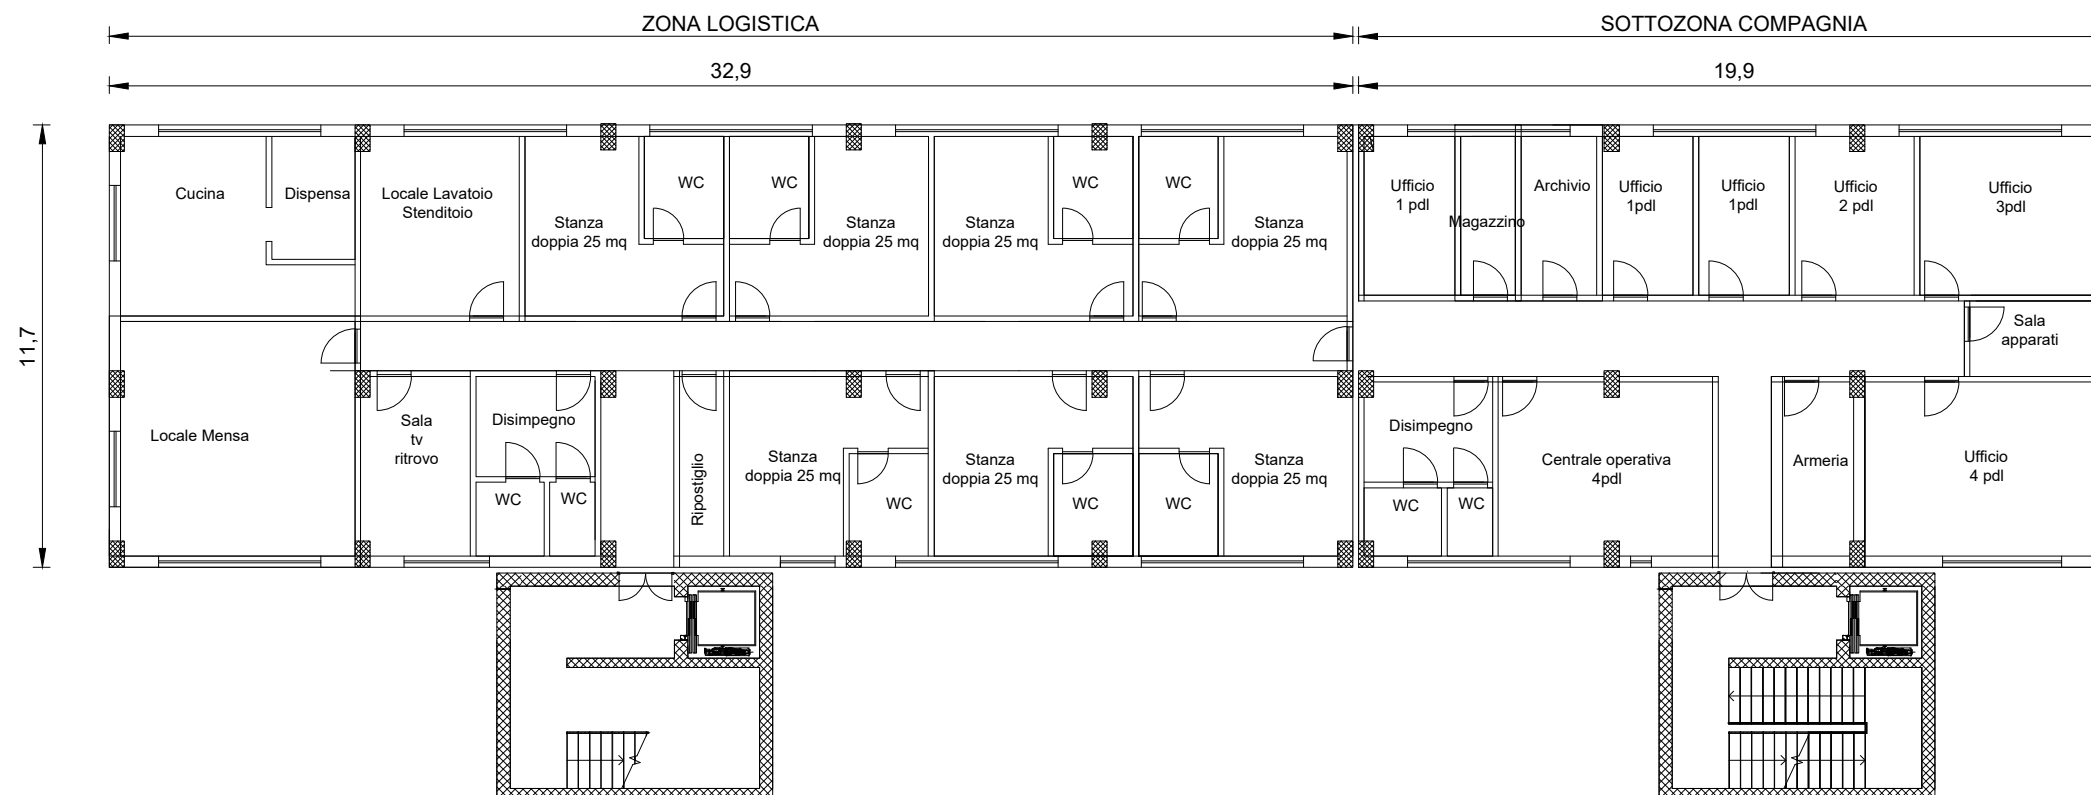 ZONA LOGISTICA
SOTTOZONA COMPAGNIA
32,9
19,9
11,7
Cucina
Dispensa
Locale Lavatoio
Stenditoio
Stanza
doppia 25 mq
WC
WC
Stanza
doppia 25 mq
Stanza
doppia 25 mq
WC
WC
Stanza
doppia 25 mq
Ufficio
1 pdl
Magazzino
Archivio
Ufficio
1pdl
Ufficio
1pdl
Ufficio
2 pdl
Ufficio
3pdl
Sala
apparati
Locale Mensa
Sala
tv
ritrovo
Disimpegno
WC
WC
Ripostiglio
Stanza
doppia 25 mq
WC
Stanza
doppia 25 mq
WC
WC
Stanza
doppia 25 mq
Disimpegno
WC
WC
Centrale operativa
4pdl
Armeria
Ufficio
4 pdl